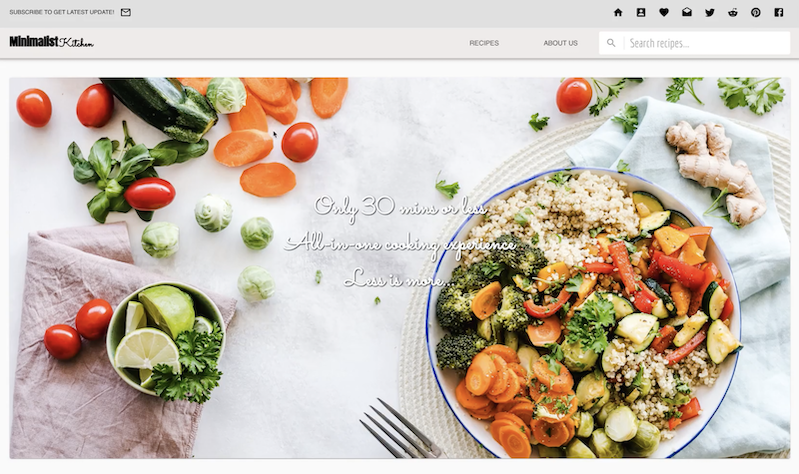 SUBSCRIBE TO GET LATEST UPDATE!
Minimalist Kitchen
RECIPES
ABOUT US
Search recipes...
Only 30 mins or less
All-in-one cooking experience
Less is more...